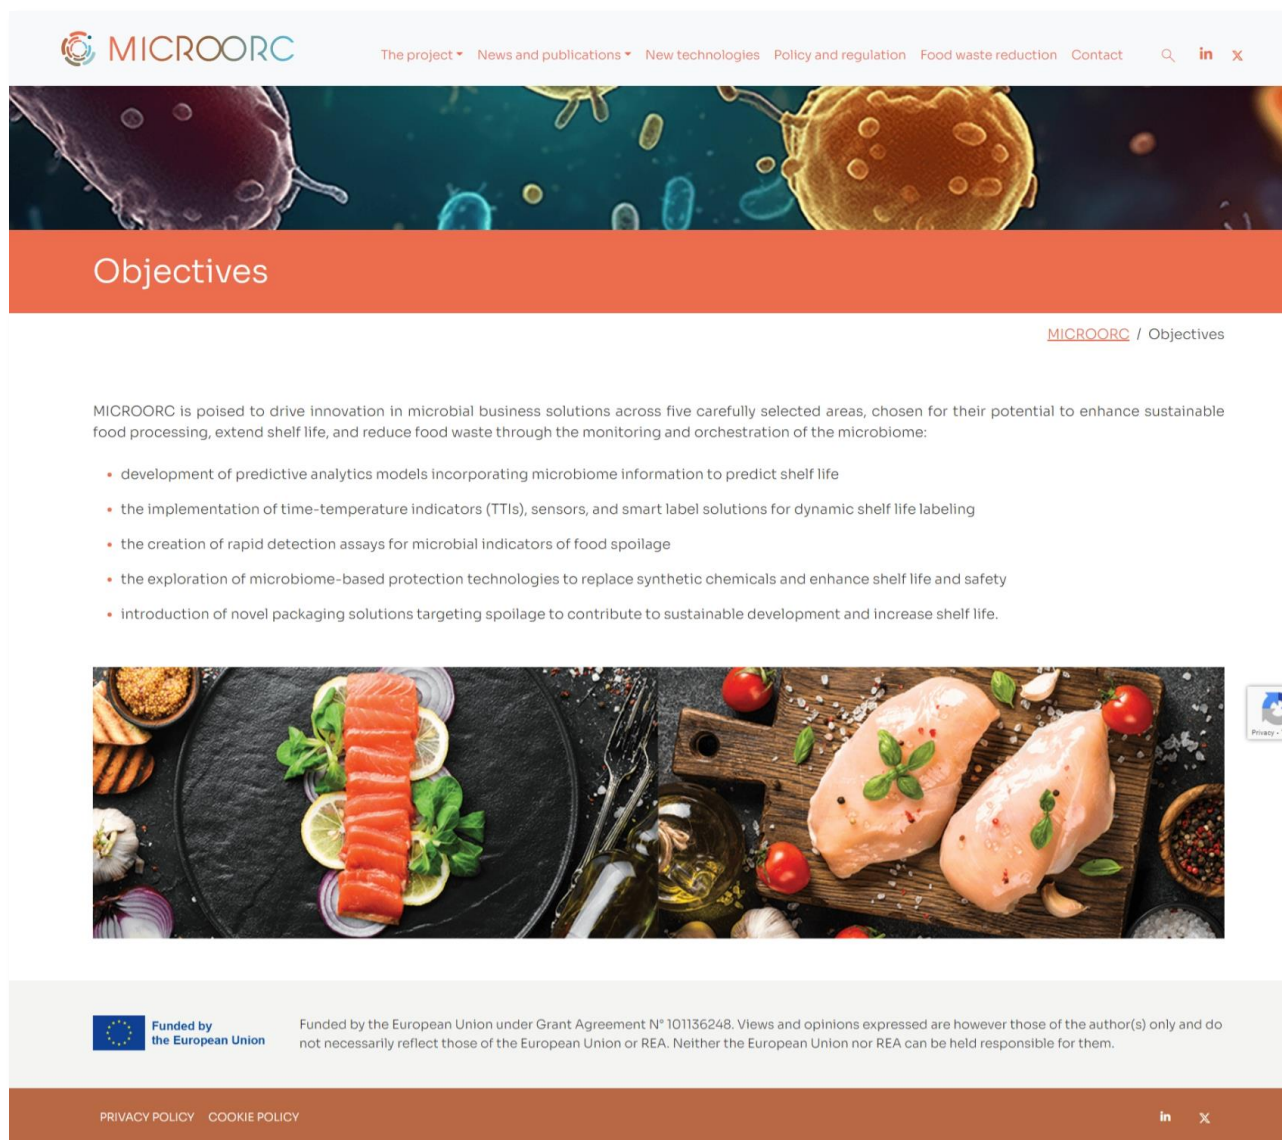 MICROORC
The project News and publications New technologies Policy and regulation Food waste reduction Contact
in X
Objectives
MICROORC / Objectives
MICROORC is poised to drive innovation in microbial business solutions across five carefully selected areas, chosen for their potential to enhance sustainable
food processing, extend shelf life, and reduce food waste through the monitoring and orchestration of the microbiome:
• development of predictive analytics models incorporating microbiome information to predict shelf life
• the implementation of time-temperature indicators (TTIs), sensors, and smart label solutions for dynamic shelf life labeling
• the creation of rapid detection assays for microbial indicators of food spoilage
• the exploration of microbiome-based protection technologies to replace synthetic chemicals and enhance shelf life and safety
• introduction of novel packaging solutions targeting spoilage to contribute to sustainable development and increase shelf life.
Privacy -
Funded by
the European Union
Funded by the European Union under Grant Agreement N° 101136248. Views and opinions expressed are however those of the author(s) only and do
not necessarily reflect those of the European Union or REA. Neither the European Union nor REA can be held responsible for them.
PRIVACY POLICY COOKIE POLICY
in X